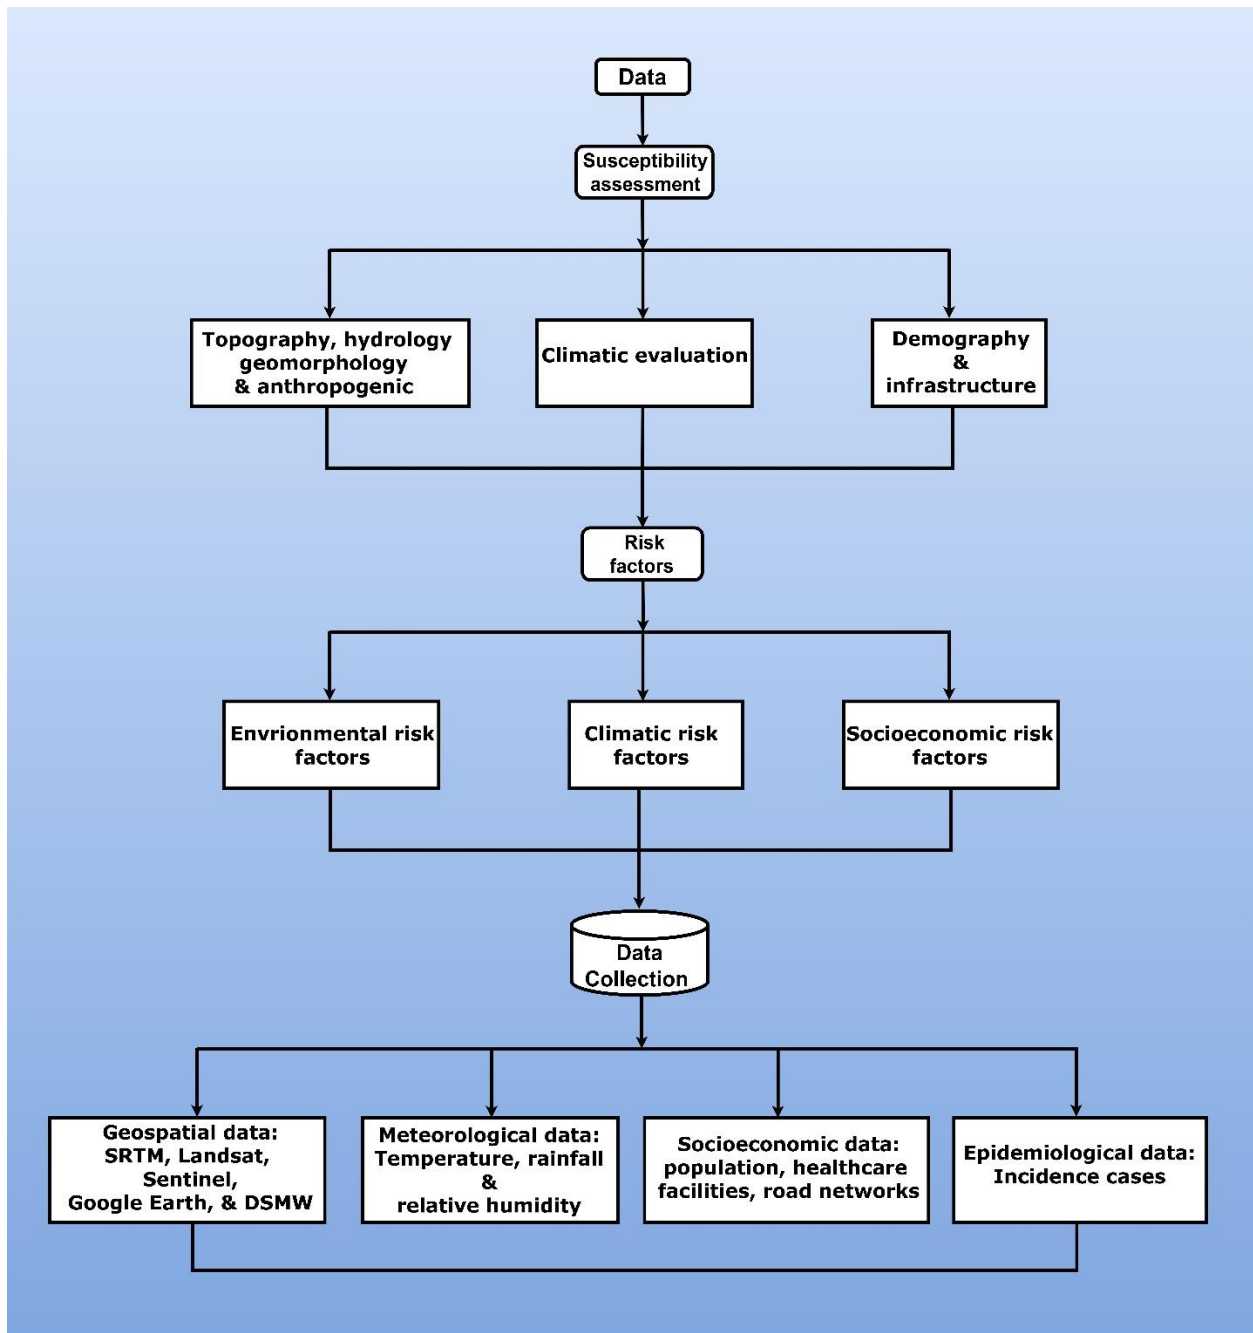 Data
Susceptibility
assessment
Topography, hydrology
geomorphology
& anthropogenic
Climatic evaluation
Demography
&
infrastructure
Risk
factors
Envrionmental risk
factors
Climatic risk
factors
Socioeconomic risk
factors
Data
Collection
Geospatial data:
SRTM, Landsat,
Sentinel,
Google Earth, & DSMW
Meteorological data:
Temperature, rainfall
&
relative humidity
Socioeconomic data:
population, healthcare
facilities, road networks
Epidemiological data:
Incidence cases